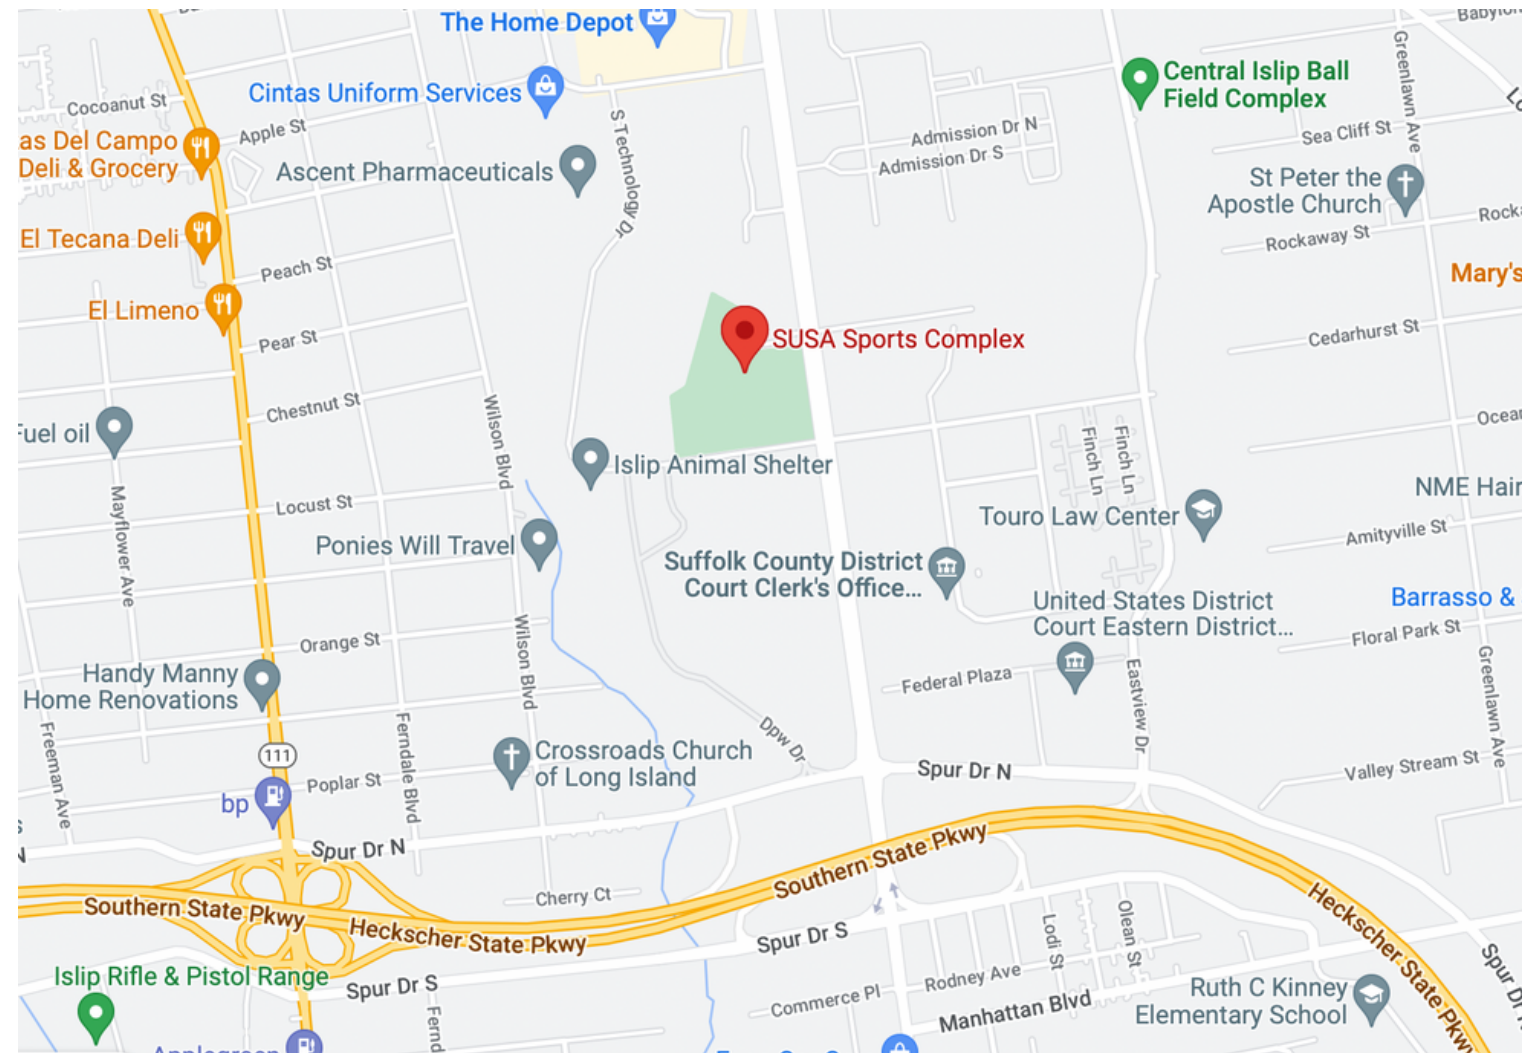 The Home Depot
Babylon
Cocoanut St
Cintas Uniform Services
S Technology Dr
Central Islip Ball
Field Complex
Greenlawn Ave
as Del Campo
Deli & Grocery
Apple St
Ascent Pharmaceuticals
Admission Dr N
Admission Dr S
Sea Cliff St
St Peter the
Apostle Church
El Tecana Deli
Peach St
Rockaway St
Mary's
El Limeno
Pear St
SUSA Sports Complex
Cedarhurst St
Chestnut St
Wilson Blvd
Fuel oil
Finch Ln
Finch Ln
Islip Animal Shelter
Mayflower Ave
Locust St
Touro Law Center
NME Hair
Amityville St
Ponies Will Travel
Suffolk County District
Court Clerk's Office...
United States District
Court Eastern District...
Barrasso &
Orange St
Wilson Blvd
Floral Park St
Handy Manny
Home Renovations
Federal Plaza
Eastview Dr
Greenlawn Ave
Freeman Ave
Ferndale Blvd
Dpw Dr
111
Crossroads Church
of Long Island
Spur Dr N
Valley Stream St
Poplar St
bp
Spur Dr N
Southern State Pkwy
Cherry Ct
Southern State Pkwy
Heckscher State Pkwy
Heckscher State Pkwy
Spur Dr S
Lodi St
Olean St
Islip Rifle & Pistol Range
Spur Dr S
Rodney Ave
Commerce Pl
Manhattan Blvd
Ruth C Kinney
Elementary School
Spur Dr
Fernd